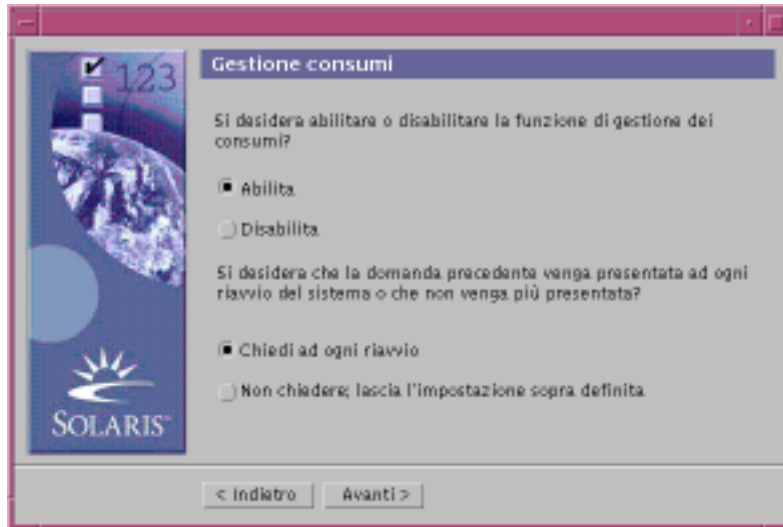 123
Gestione consumi
Si desidera abilitare o disabilitare la funzione di gestione dei
consumi?
Abilita
Disabilita
Si desidera che la domanda precedente venga presentata ad ogni
riavvio del sistema o che non venga più presentata?
Chiedi ad ogni riavvio
Non chiedere; lascia l'impostazione sopra definita
SOLARIS™
< Indietro
Avanti >